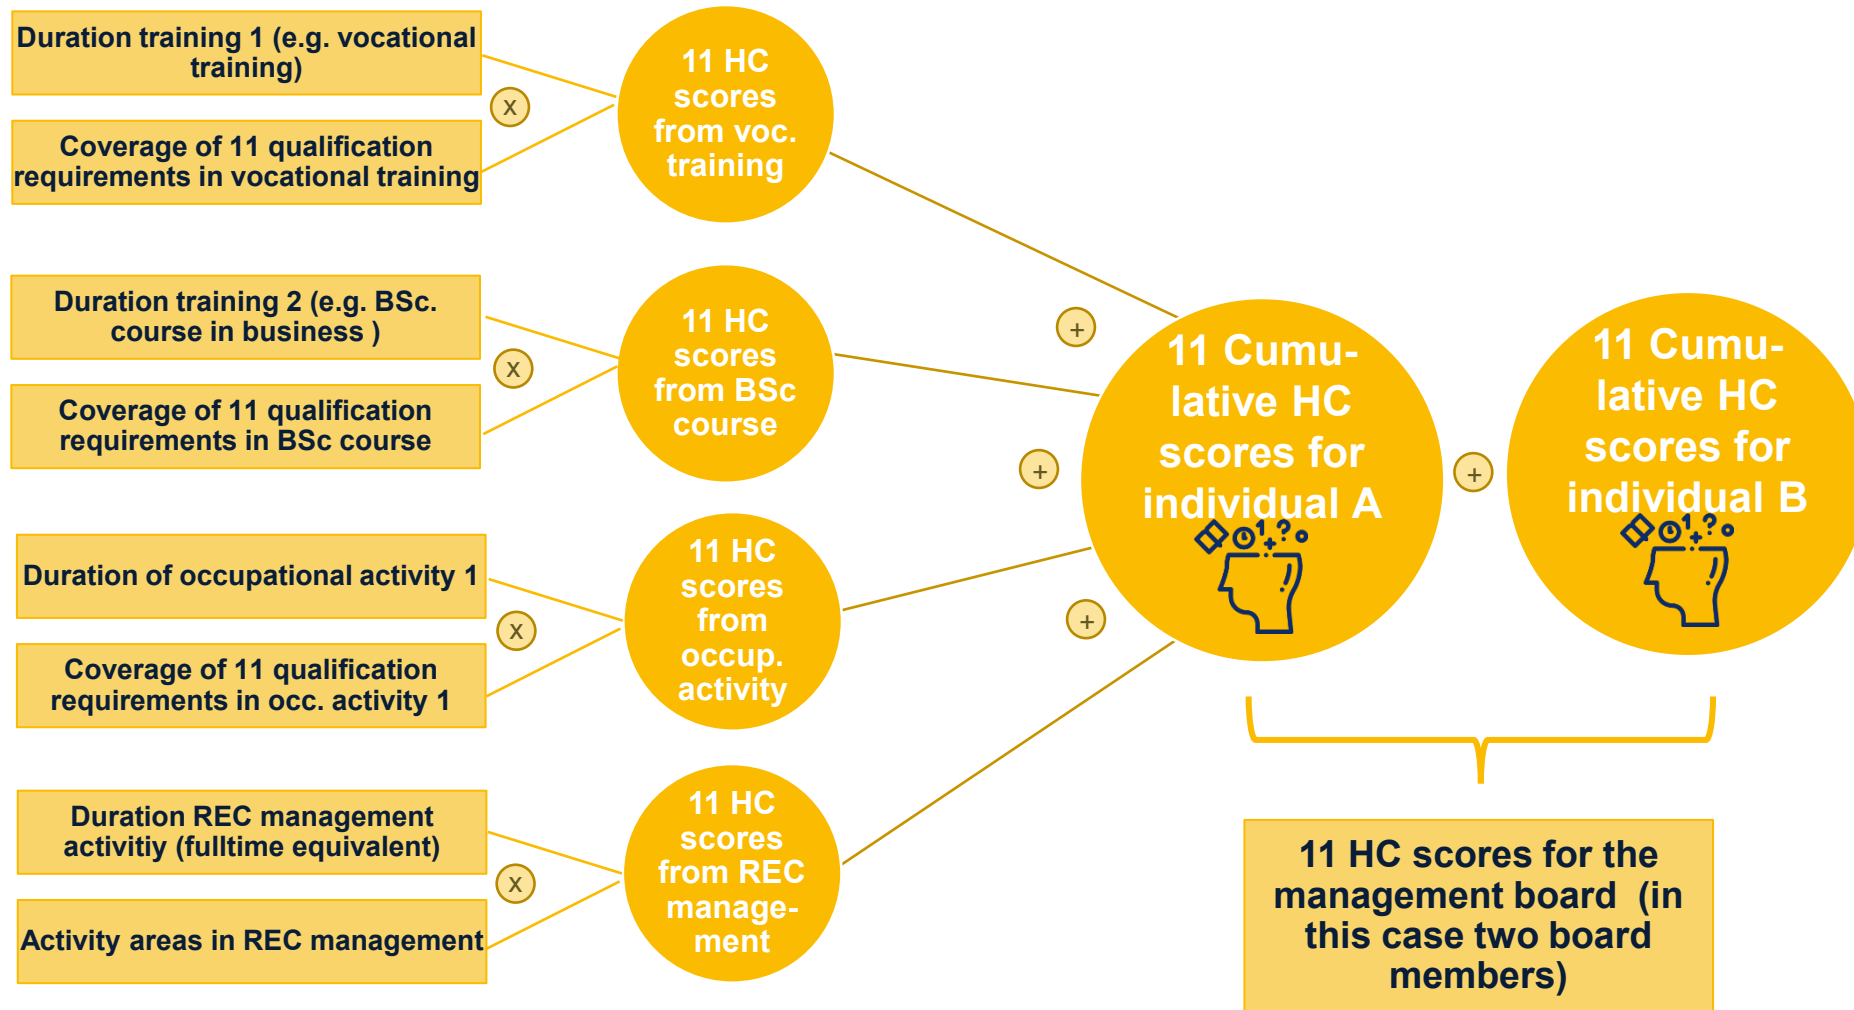 Duration training 1 (e.g. vocational
training)
X
Coverage of 11 qualification
requirements in vocational training
11 HC
scores
from voc.
training
Duration training 2 (e.g. BSc.
course in business )
X
Coverage of 11 qualification
requirements in BSc course
11 HC
scores
from BSc
course
Duration of occupational activity 1
X
Coverage of 11 qualification
requirements in occ. activity 1
11 HC
scores
from
occup.
activity
Duration REC management
activitiy (fulltime equivalent)
X
Activity areas in REC management
11 HC
scores
from REC
manage-
ment
+
+
+
11 Cumu-
lative HC
scores for
individual A
1?
+
+
11 Cumu-
lative HC
scores for
individual B
1?
+
11 HC scores for the
management board (in
this case two board
members)